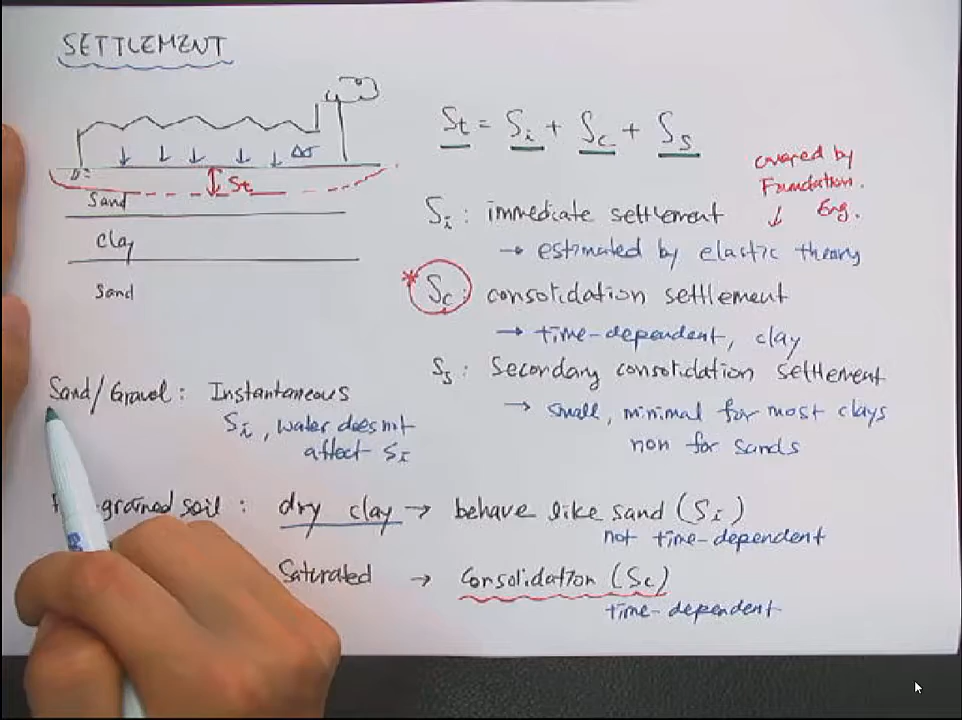 SETTLEMENT
St = Si + Sc + Ss
Δσ
St
Sand
Clay
Sand
covered by
Foundation.
Eng.
Si : immediate settlement
→ estimated by elastic theory
* Sc : consolidation settlement
→ time-dependent, clay
Ss : Secondary consolidation settlement
→ small, minimal for most clays
non for sands
Sand/Gravel : Instantaneous
Si, water does not
affect Si
grained soil : dry clay → behave like sand (Si)
not time-dependent
Saturated → Consolidation (Sc)
time-dependent